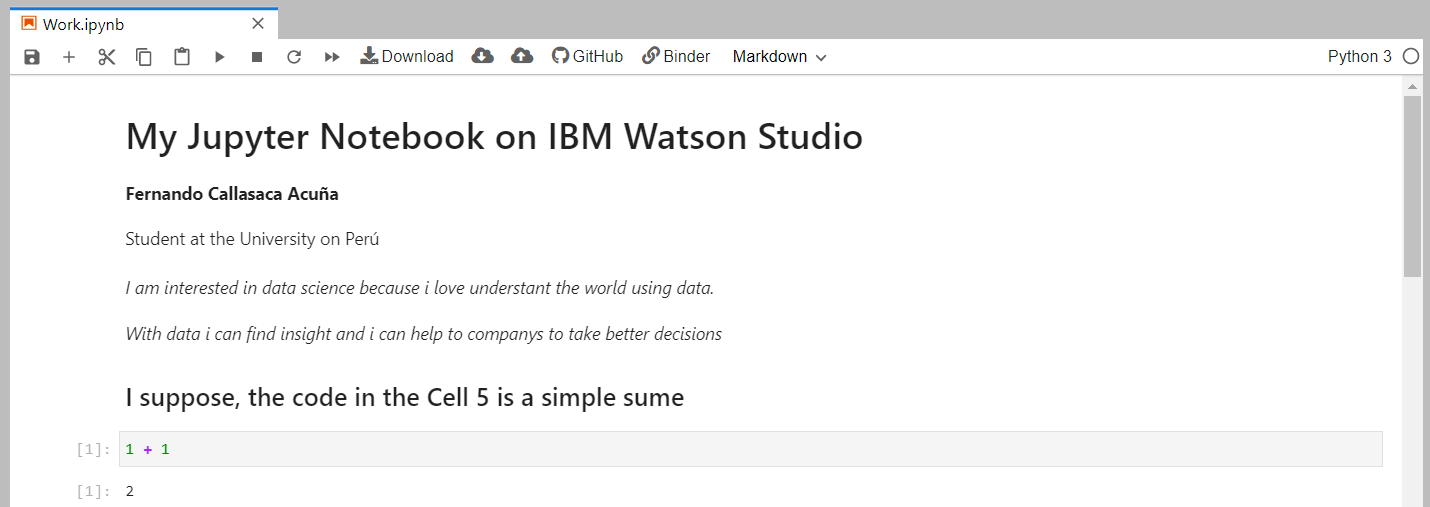 Work.ipynb
Download GitHub Binder Markdown Python 3
My Jupyter Notebook on IBM Watson Studio
Fernando Callasaca Acuña
Student at the University on Perú
I am interested in data science because i love understant the world using data.
With data i can find insight and i can help to companys to take better decisions
I suppose, the code in the Cell 5 is a simple sume
[1]: 1 + 1
[1]: 2